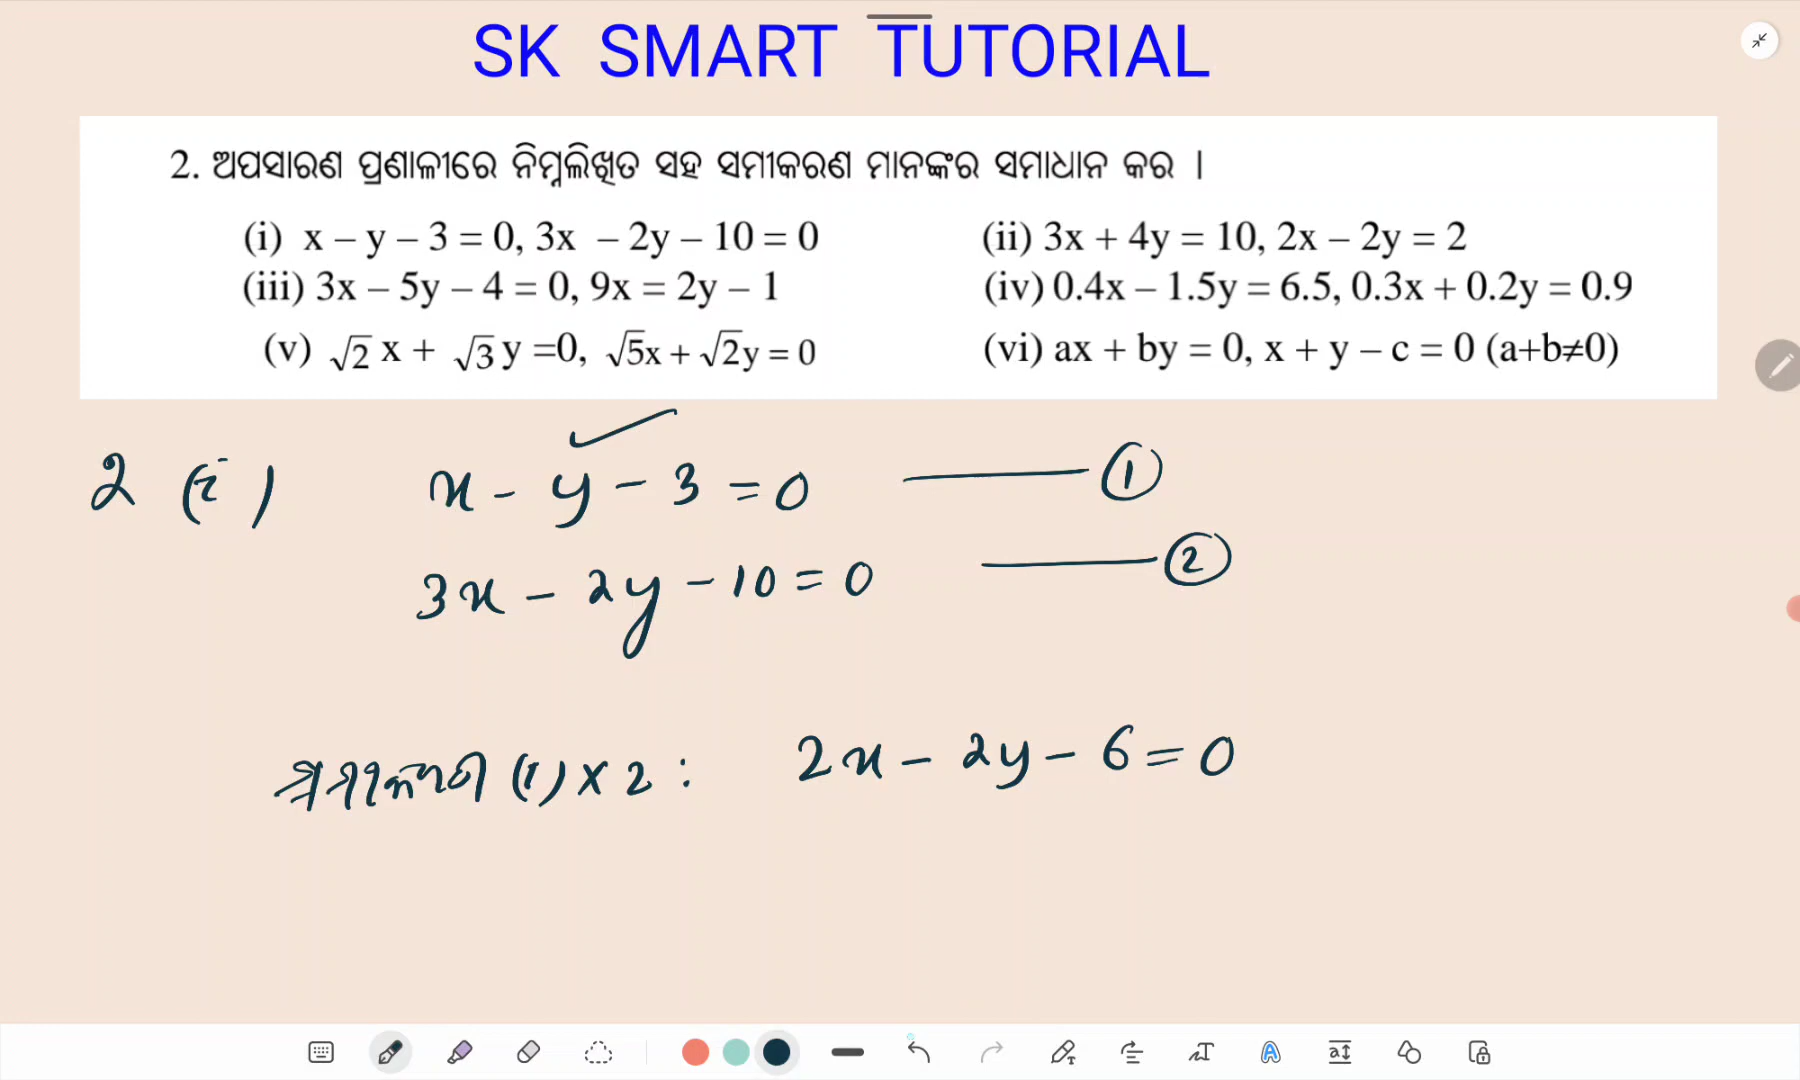 SK SMART TUTORIAL
2. ଅପସାରଣ ପ୍ରଣାଳୀରେ ନିମ୍ନଲିଖିତ ସହ ସମୀକରଣ ମାନଙ୍କର ସମାଧାନ କର ।
(i) x – y – 3 = 0, 3x – 2y – 10 = 0 (ii) 3x + 4y = 10, 2x – 2y = 2
(iii) 3x – 5y – 4 = 0, 9x = 2y – 1 (iv) 0.4x – 1.5y = 6.5, 0.3x + 0.2y = 0.9
(v) √2 x + √3 y =0, √5x + √2y = 0 (vi) ax + by = 0, x + y – c = 0 (a+b≠0)
2 (i) x - y - 3 = 0 — ①
3x - 2y - 10 = 0 — ②
(1) × 2 : 2x - 2y - 6 = 0